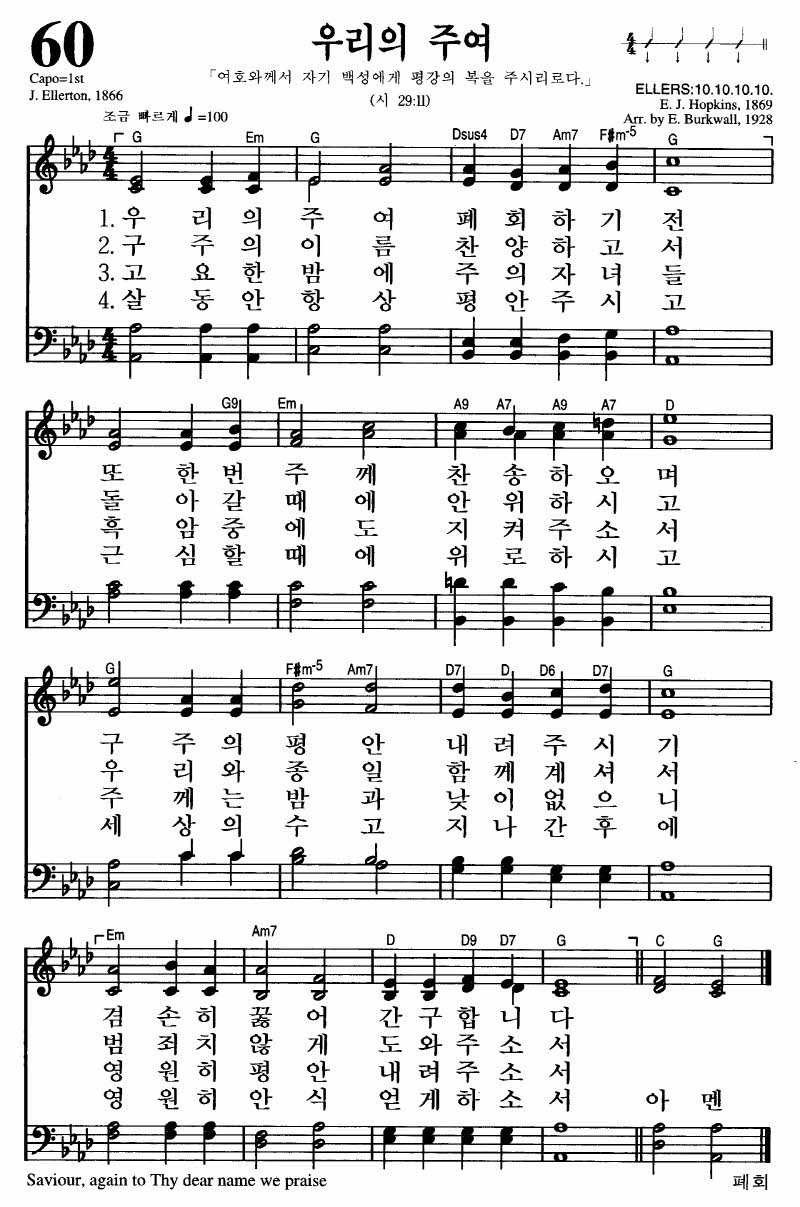 60
우리의 주여
Capo=1st
「여호와께서 자기 백성에게 평강의 복을 주시리로다.」
J. Ellerton, 1866
(시 29:11)
ELLERS:10.10.10.10.
E. J. Hopkins, 1869
Arr. by E. Burkwall, 1928
조금 빠르게 ♩=100
G Em G Dsus4 D7 Am7 F#m-5 G
4/4
1. 우 리 의 주 여 폐 회 하 기 전
2. 구 주 의 이 름 찬 양 하 고 서
3. 고 요 한 밤 에 주 의 자 녀 들
4. 살 동 안 항 상 평 안 주 시 고
4/4
G9 Em A9 A7 A9 A7 D
또 한 번 주 께 찬 송 하 오 며
돌 아 갈 때 에 안 위 하 시 고
흑 암 중 에 도 지 켜 주 소 서
근 심 할 때 에 위 로 하 시 고
G F#m-5 Am7 D7 D D6 D7 G
구 주 의 평 안 내 려 주 시 기
우 리 와 종 일 함 께 계 셔 서
주 께 는 밤 과 낮 이 없 으 니
세 상 의 수 고 지 나 간 후 에
Em Am7 D D9 D7 G C G
겸 손 히 꿇 어 간 구 합 니 다
범 죄 치 않 게 도 와 주 소 서
영 원 히 평 안 내 려 주 소 서
영 원 히 안 식 얻 게 하 소 서 아 멘
Saviour, again to Thy dear name we praise
폐회